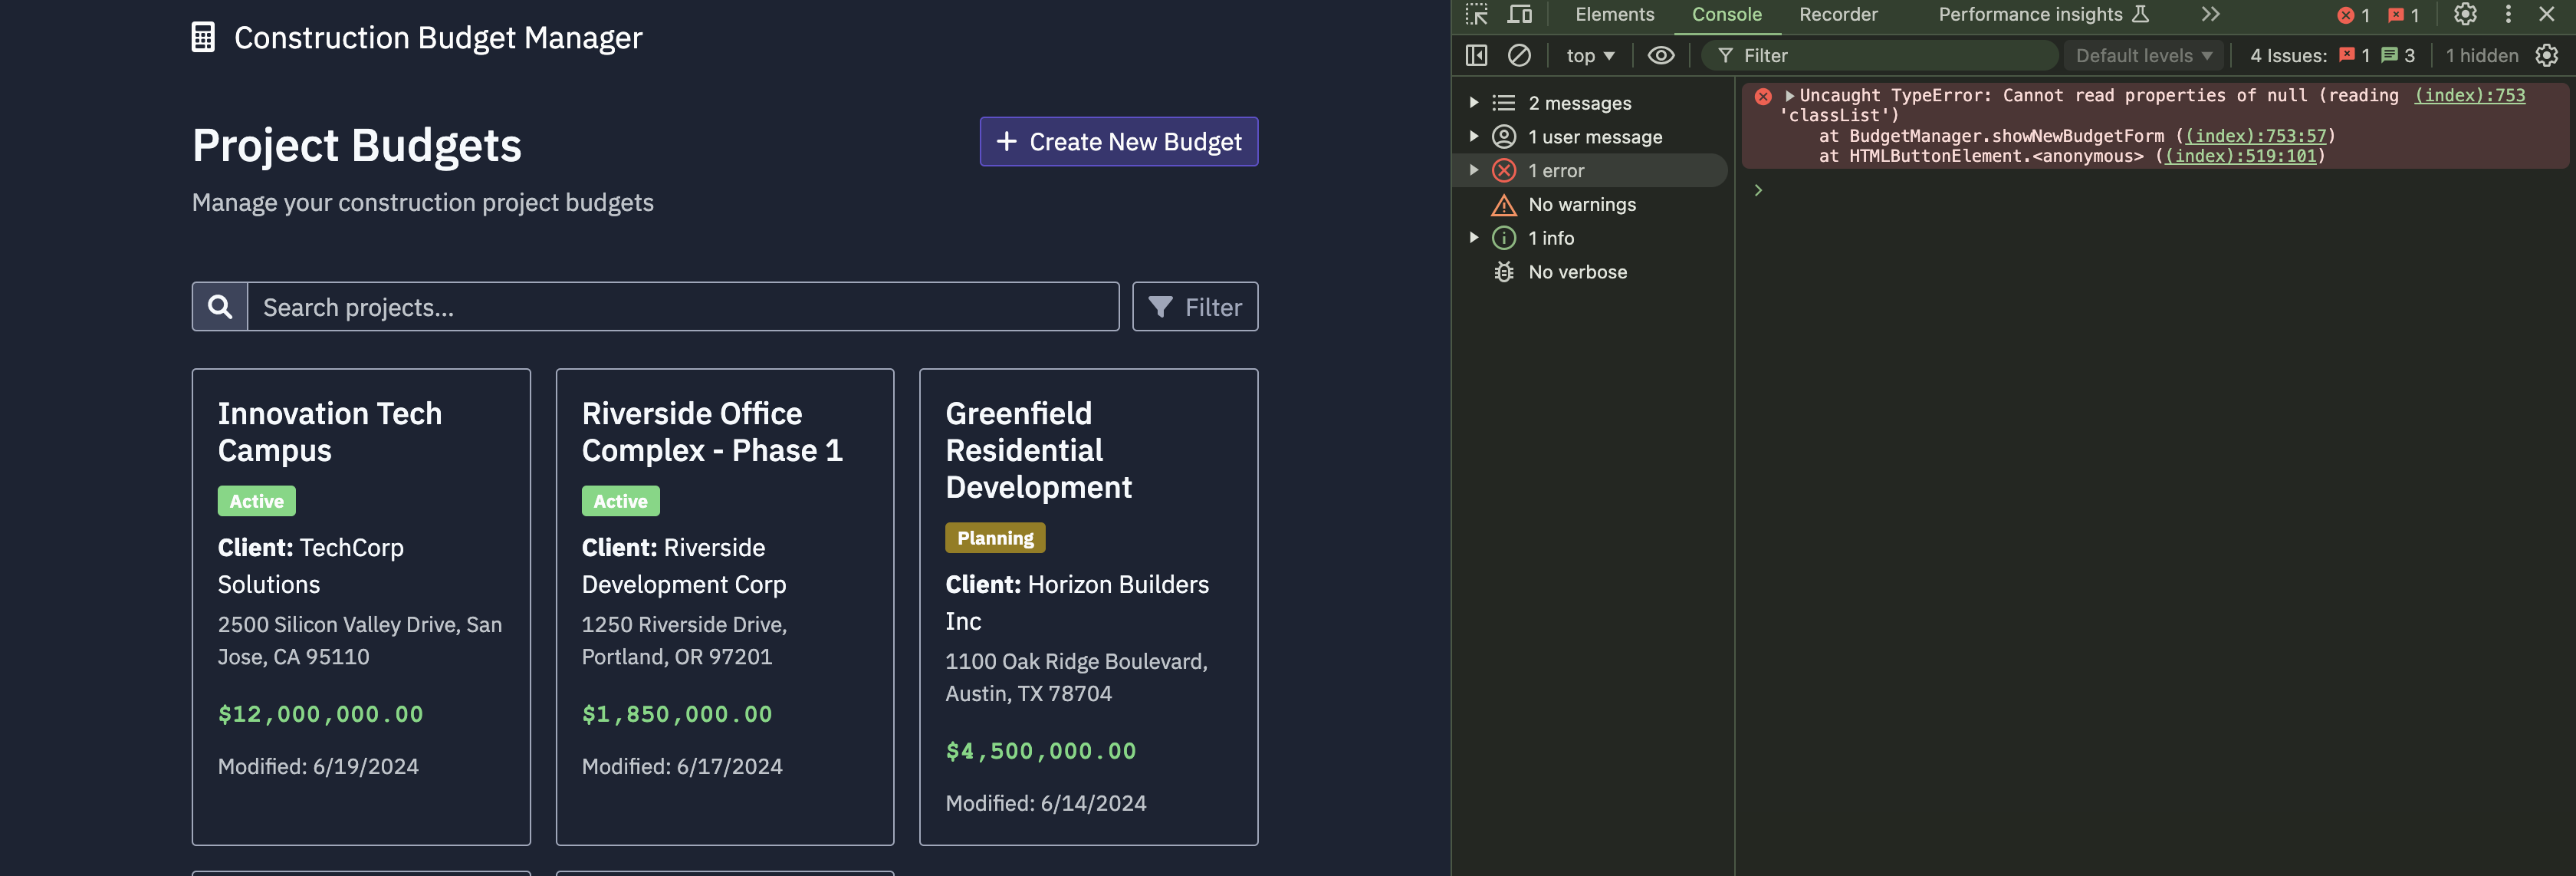 Construction Budget Manager
Project Budgets
Create New Budget
Manage your construction project budgets
Search projects...
Filter
Innovation Tech
Campus
Active
Client: TechCorp
Solutions
2500 Silicon Valley Drive, San
Jose, CA 95110
$12,000,000.00
Modified: 6/19/2024
Riverside Office
Complex - Phase 1
Active
Client: Riverside
Development Corp
1250 Riverside Drive,
Portland, OR 97201
$1,850,000.00
Modified: 6/17/2024
Greenfield
Residential
Development
Planning
Client: Horizon Builders
Inc
1100 Oak Ridge Boulevard,
Austin, TX 78704
$4,500,000.00
Modified: 6/14/2024
Elements Console Recorder Performance insights 1 1
top Filter Default levels 4 Issues: 1 3 1 hidden
2 messages
1 user message
1 error
No warnings
1 info
No verbose
Uncaught TypeError: Cannot read properties of null (reading (index):753
'classList')
at BudgetManager.showNewBudgetForm ((index):753:57)
at HTMLButtonElement.<anonymous> ((index):519:101)